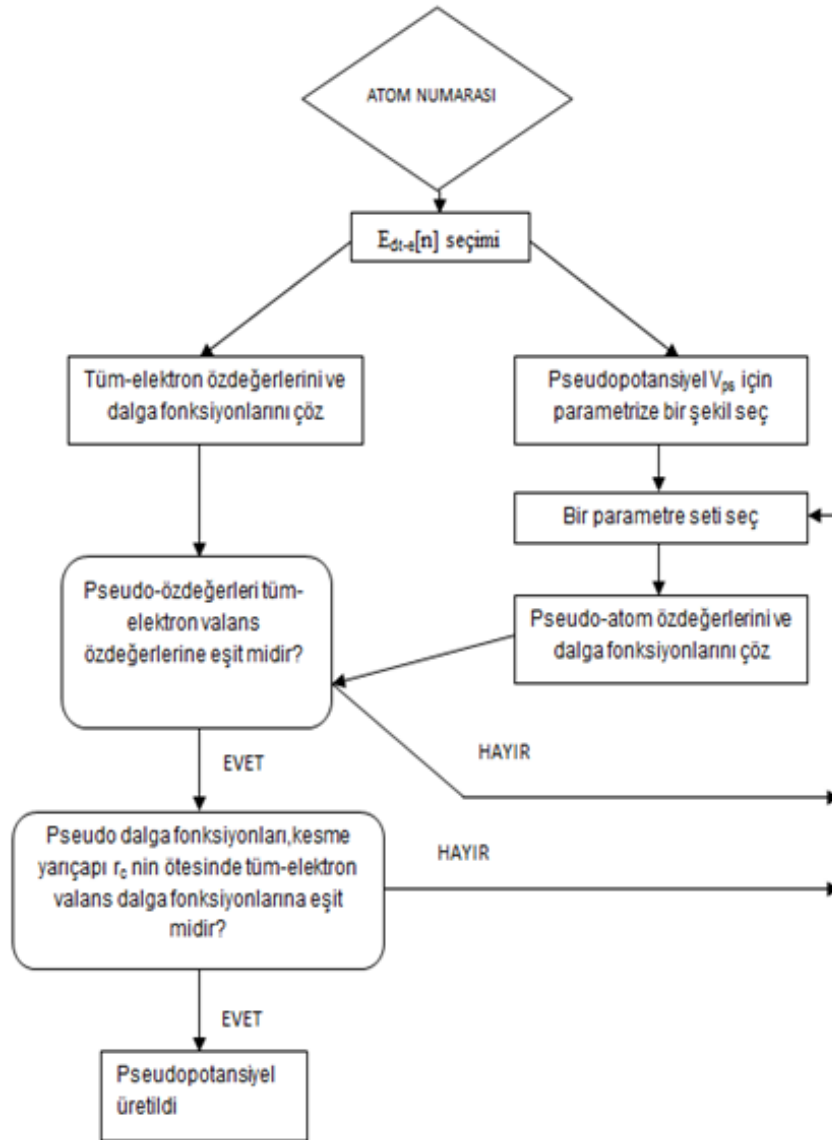 ATOM NUMARASI
E_dt-e[n] seçimi
Tüm-elektron özdeğerlerini ve
dalga fonksiyonlarını çöz
Pseudopotansiyel V_ps için
parametrize bir şekil seç
Bir parametre seti seç
Pseudo-özdeğerleri tüm-
elektron valans
özdeğerlerine eşit midir?
Pseudo-atom özdeğerlerini ve
dalga fonksiyonlarını çöz
EVET
HAYIR
Pseudo dalga fonksiyonları,kesme
yarıçapı r_c nin ötesinde tüm-elektron
valans dalga fonksiyonlarına eşit
midir?
HAYIR
EVET
Pseudopotansiyel
üretildi